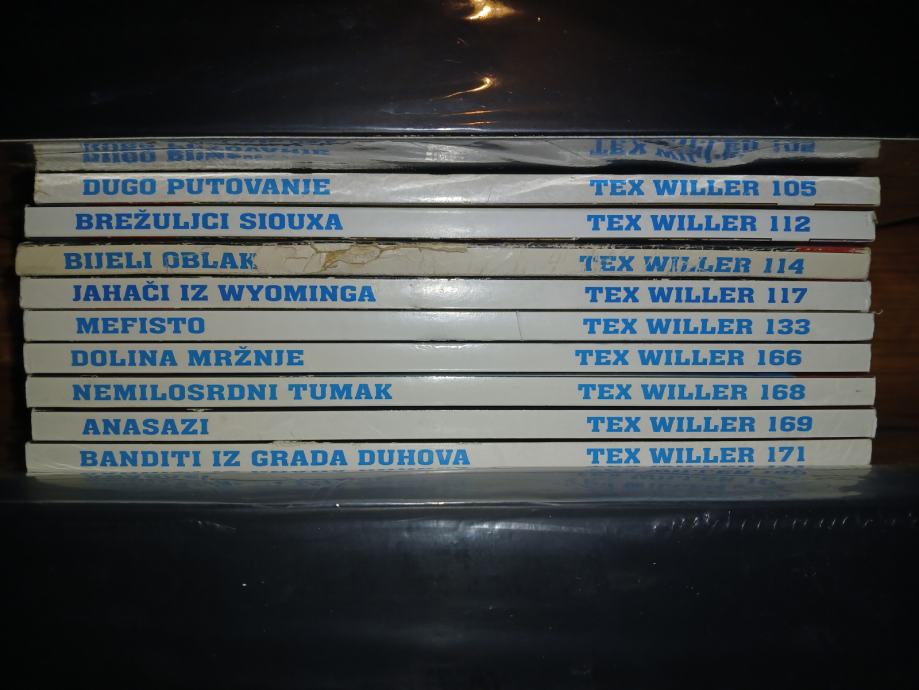 DUGO PUTOVANJE TEX WILLER 105
BREŽULJCI SIOUXA TEX WILLER 112
BIJELI OBLAK TEX WILLER 114
JAHAČI IZ WYOMINGA TEX WILLER 117
MEFISTO TEX WILLER 133
DOLINA MRŽNJE TEX WILLER 166
NEMILOSRDNI TUMAK TEX WILLER 168
ANASAZI TEX WILLER 169
BANDITI IZ GRADA DUHOVA TEX WILLER 171